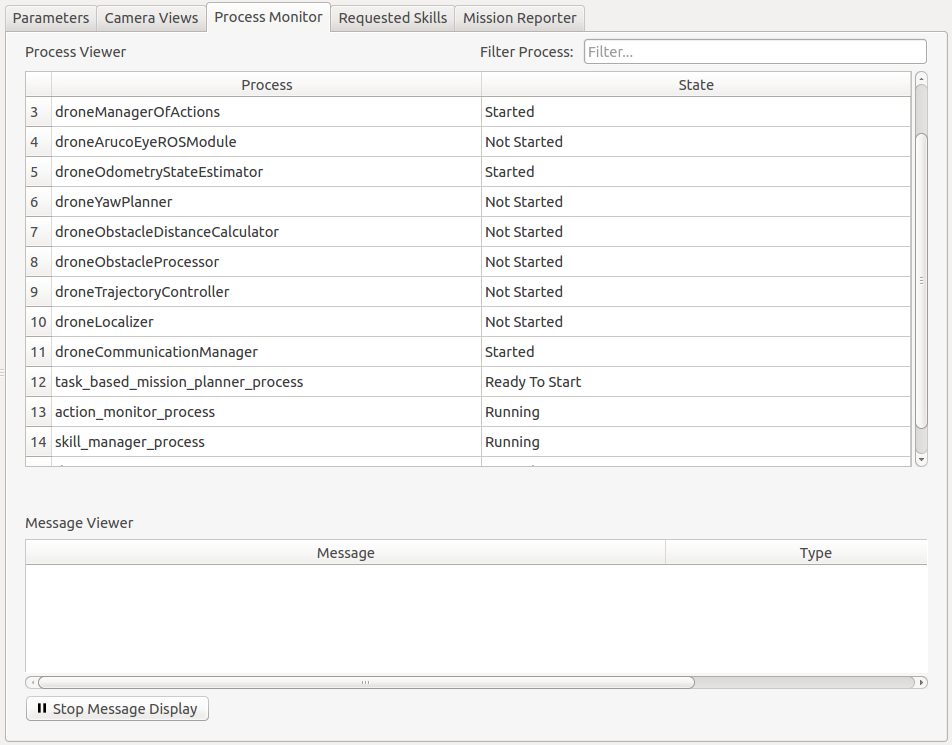 Parameters Camera Views Process Monitor Requested Skills Mission Reporter
Process Viewer Filter Process: Filter...
Process State
3 droneManagerOfActions Started
4 droneArucoEyeROSModule Not Started
5 droneOdometryStateEstimator Started
6 droneYawPlanner Not Started
7 droneObstacleDistanceCalculator Not Started
8 droneObstacleProcessor Not Started
9 droneTrajectoryController Not Started
10 droneLocalizer Not Started
11 droneCommunicationManager Started
12 task_based_mission_planner_process Ready To Start
13 action_monitor_process Running
14 skill_manager_process Running
Message Viewer
Message Type
Stop Message Display